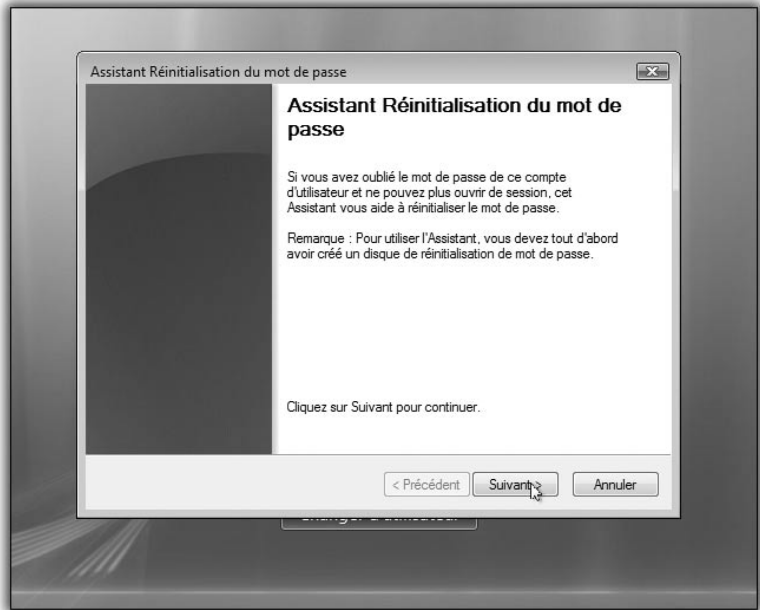 Assistant Réinitialisation du mot de passe
Assistant Réinitialisation du mot de
passe
Si vous avez oublié le mot de passe de ce compte
d'utilisateur et ne pouvez plus ouvrir de session, cet
Assistant vous aide à réinitialiser le mot de passe.
Remarque : Pour utiliser l'Assistant, vous devez tout d'abord
avoir créé un disque de réinitialisation de mot de passe.
Cliquez sur Suivant pour continuer.
< Précédent Suivant > Annuler
Changer d'utilisateur